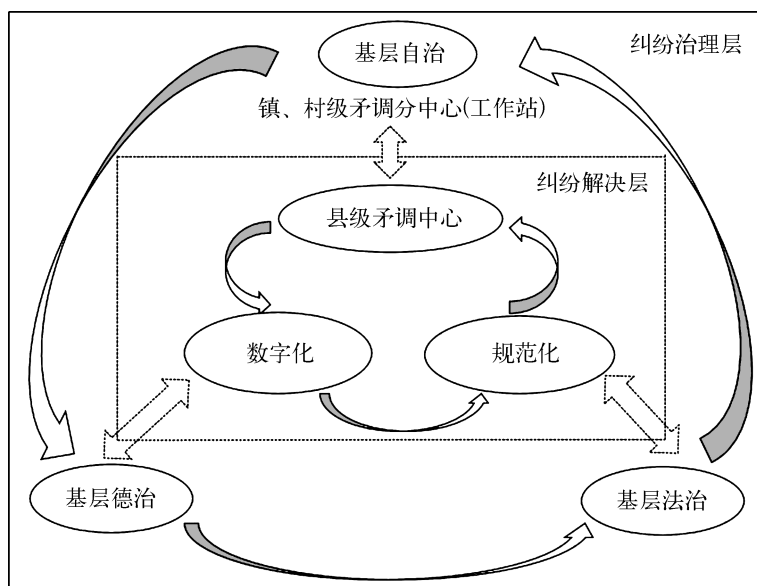 基层自治
纠纷治理层
镇、村级矛调分中心(工作站)
纠纷解决层
县级矛调中心
数字化
规范化
基层德治
基层法治